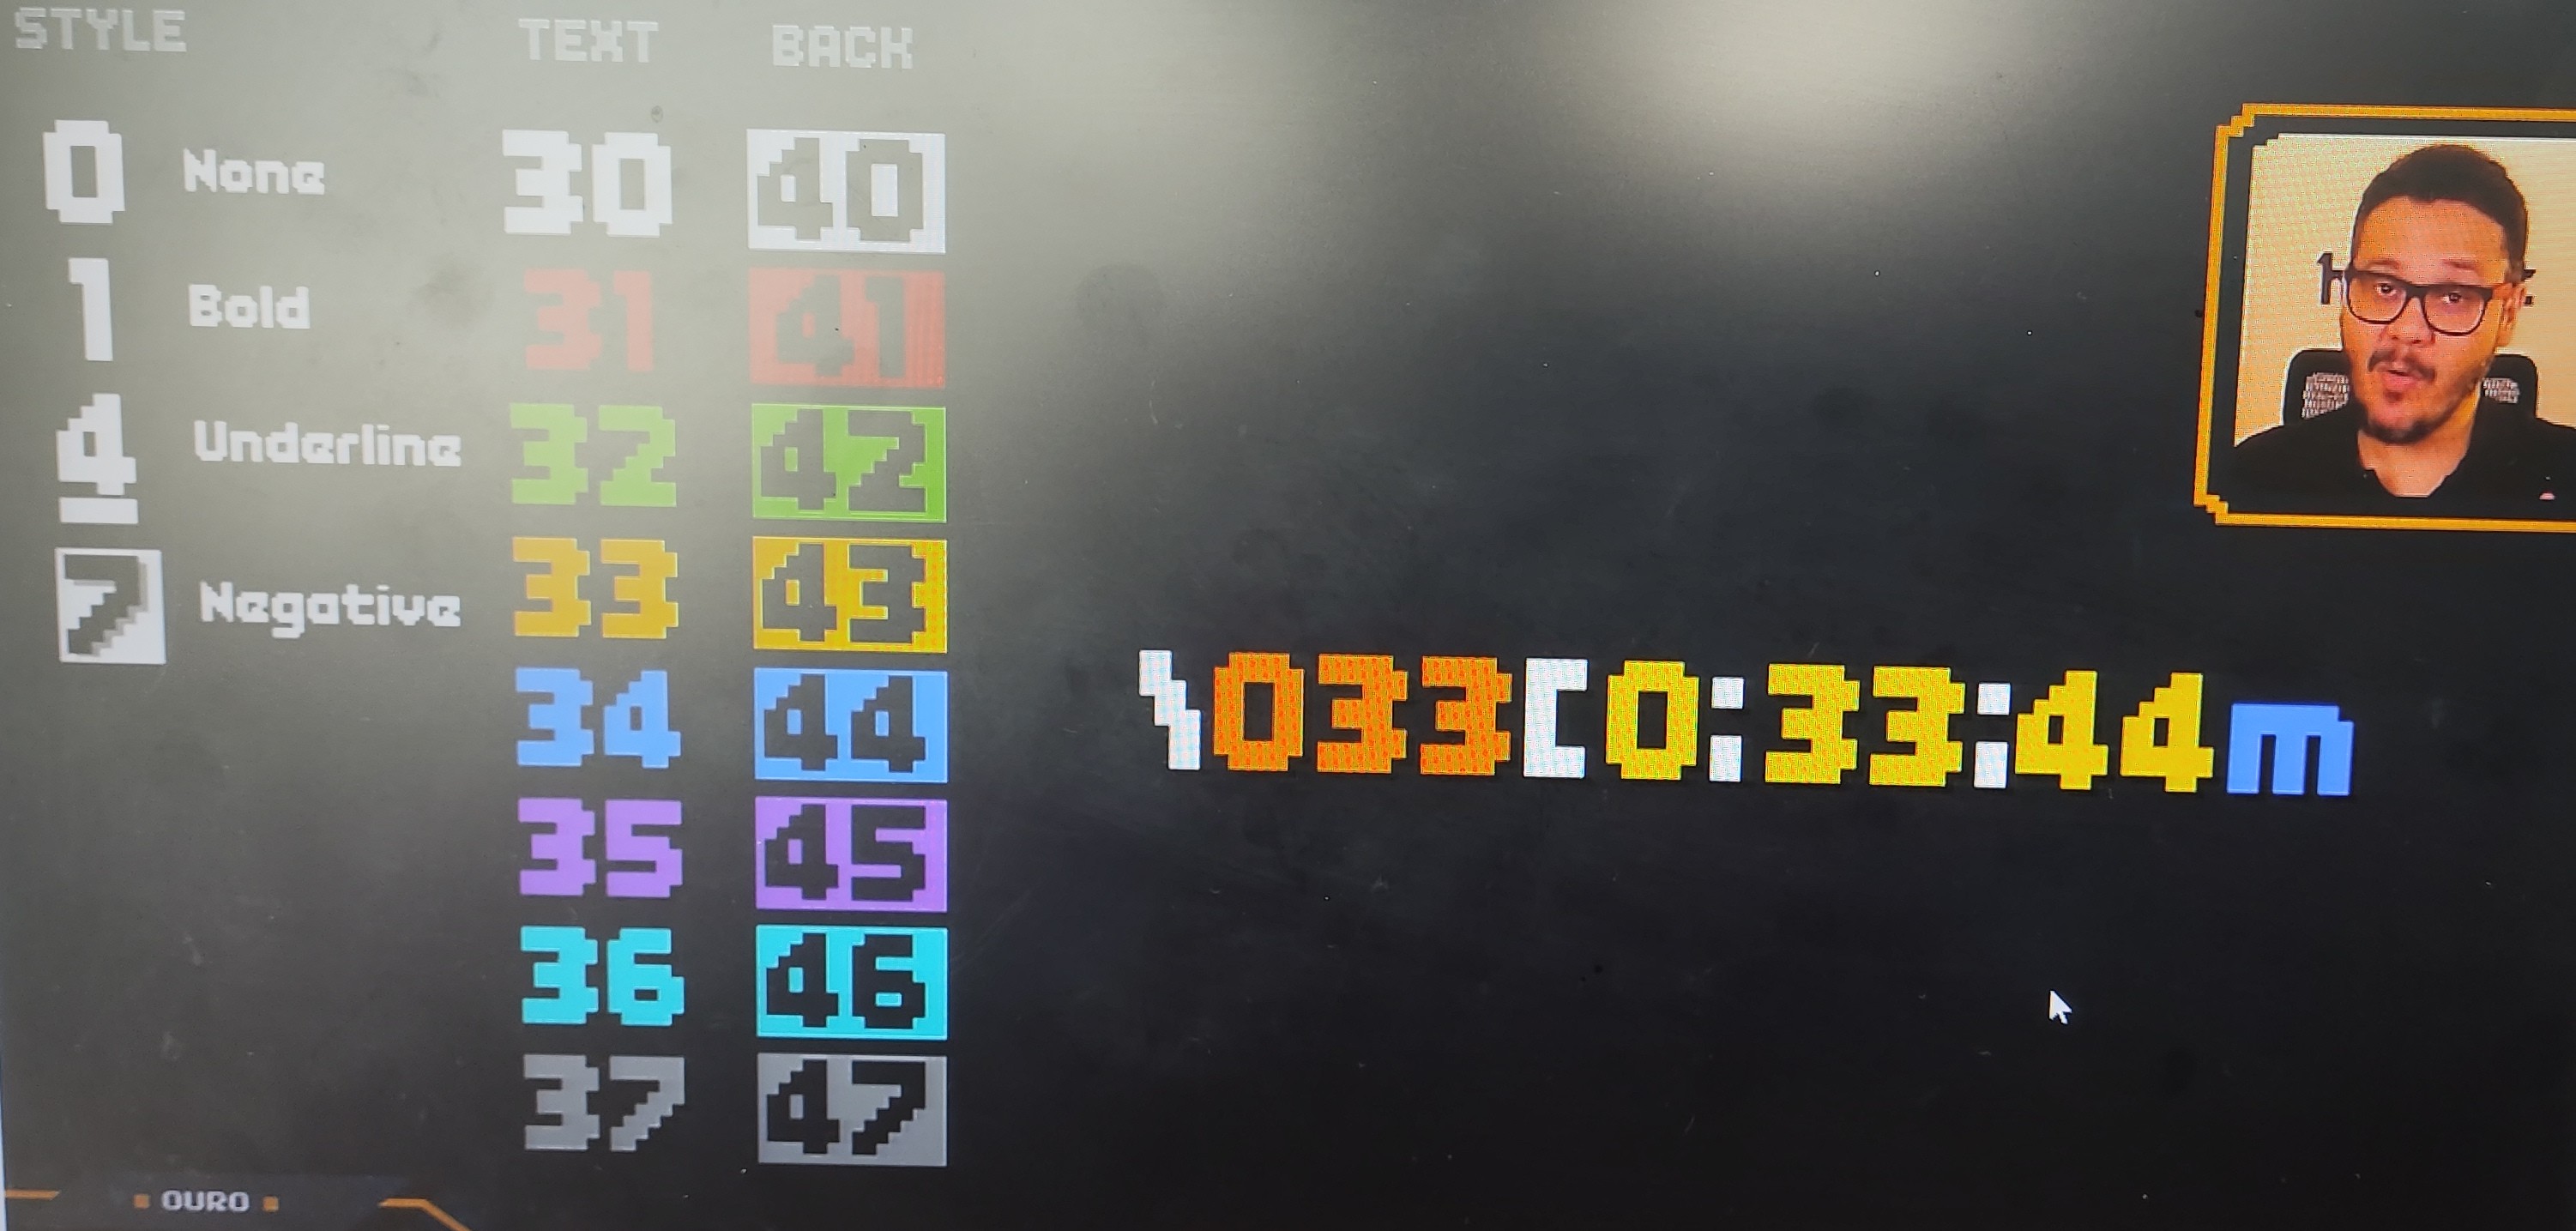 STYLE TEXT BACK
0 None 30 40
1 Bold 31 41
4 Underline 32 42
7 Negative 33 43
34 44
\033[0:33:44m
35 45
36 46
37 47
OURO